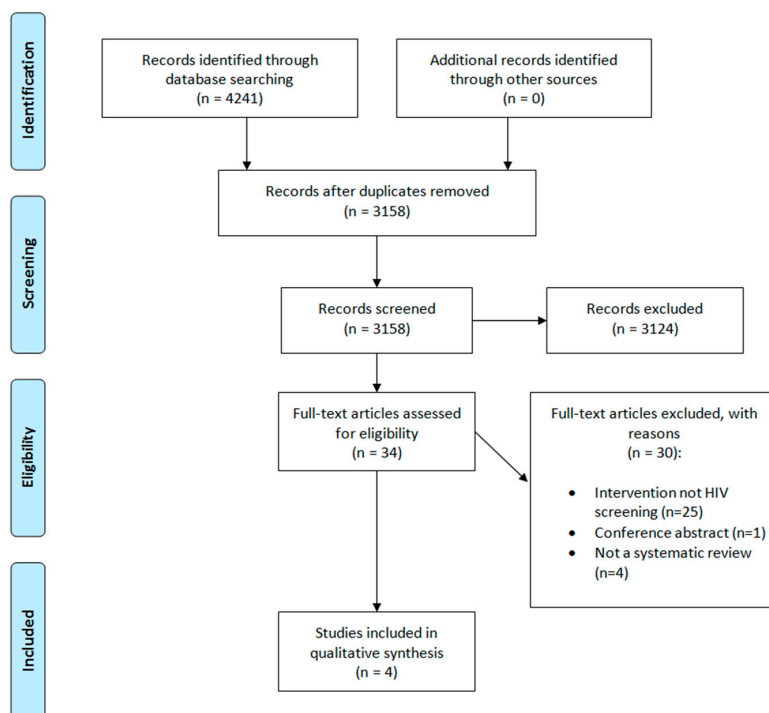 Identification
Records identified through
database searching
(n = 4241)
Additional records identified
through other sources
(n = 0)
Records after duplicates removed
(n = 3158)
Screening
Records screened
(n = 3158)
Records excluded
(n = 3124)
Eligibility
Full-text articles assessed
for eligibility
(n = 34)
Full-text articles excluded, with
reasons
(n = 30):
• Intervention not HIV
screening (n=25)
• Conference abstract (n=1)
• Not a systematic review
(n=4)
Included
Studies included in
qualitative synthesis
(n = 4)